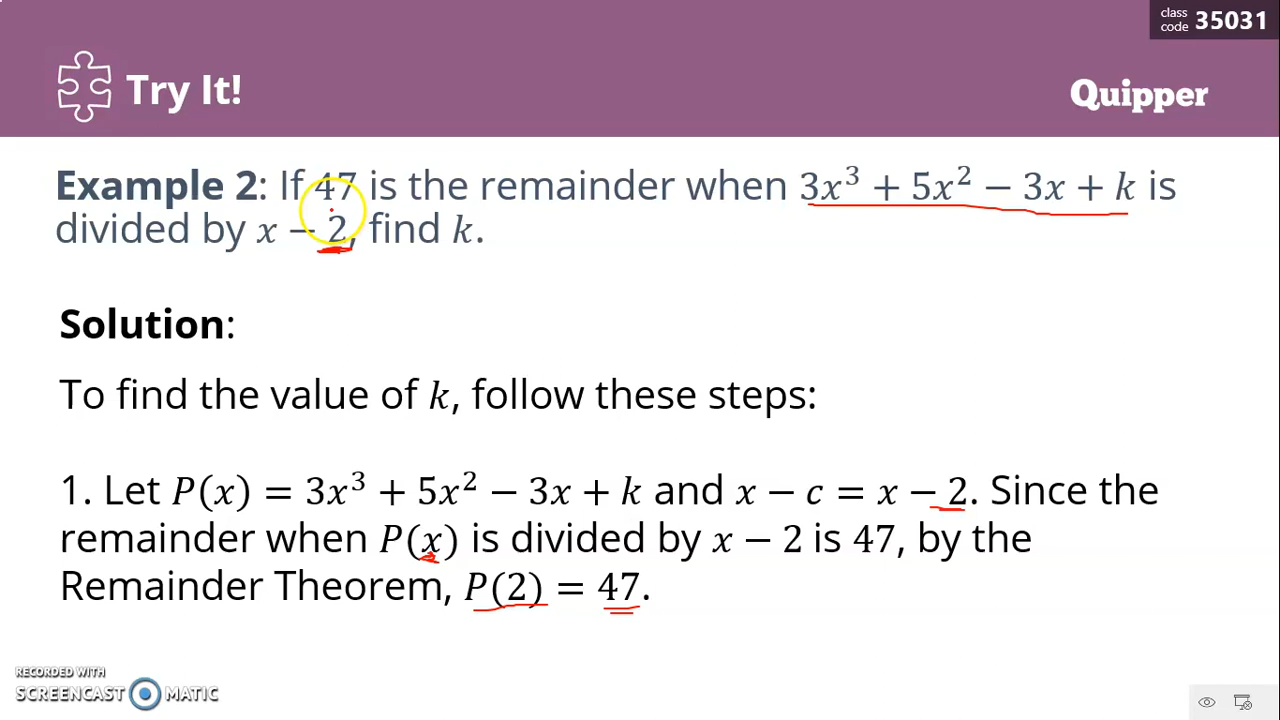 class code 35031
Try It!
Quipper
Example 2: If 47 is the remainder when 3x³ + 5x² − 3x + k is
divided by x − 2, find k.
Solution:
To find the value of k, follow these steps:
1. Let P(x) = 3x³ + 5x² − 3x + k and x − c = x − 2. Since the
remainder when P(x) is divided by x − 2 is 47, by the
Remainder Theorem, P(2) = 47.
RECORDED WITH
SCREENCAST MATIC